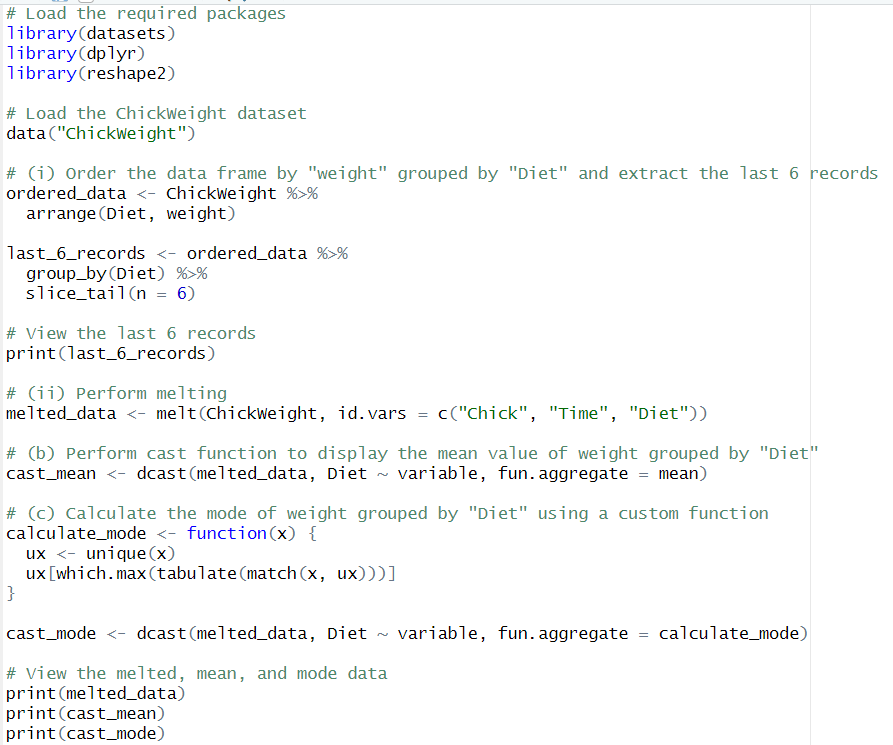 # Load the required packages
library(datasets)
library(dplyr)
library(reshape2)
# Load the ChickWeight dataset
data("ChickWeight")
# (i) Order the data frame by "weight" grouped by "Diet" and extract the last 6 records
ordered_data <- ChickWeight %>%
  arrange(Diet, weight)
last_6_records <- ordered_data %>%
  group_by(Diet) %>%
  slice_tail(n = 6)
# View the last 6 records
print(last_6_records)
# (ii) Perform melting
melted_data <- melt(ChickWeight, id.vars = c("Chick", "Time", "Diet"))
# (b) Perform cast function to display the mean value of weight grouped by "Diet"
cast_mean <- dcast(melted_data, Diet ~ variable, fun.aggregate = mean)
# (c) Calculate the mode of weight grouped by "Diet" using a custom function
calculate_mode <- function(x) {
  ux <- unique(x)
  ux[which.max(tabulate(match(x, ux)))]
}
cast_mode <- dcast(melted_data, Diet ~ variable, fun.aggregate = calculate_mode)
# View the melted, mean, and mode data
print(melted_data)
print(cast_mean)
print(cast_mode)